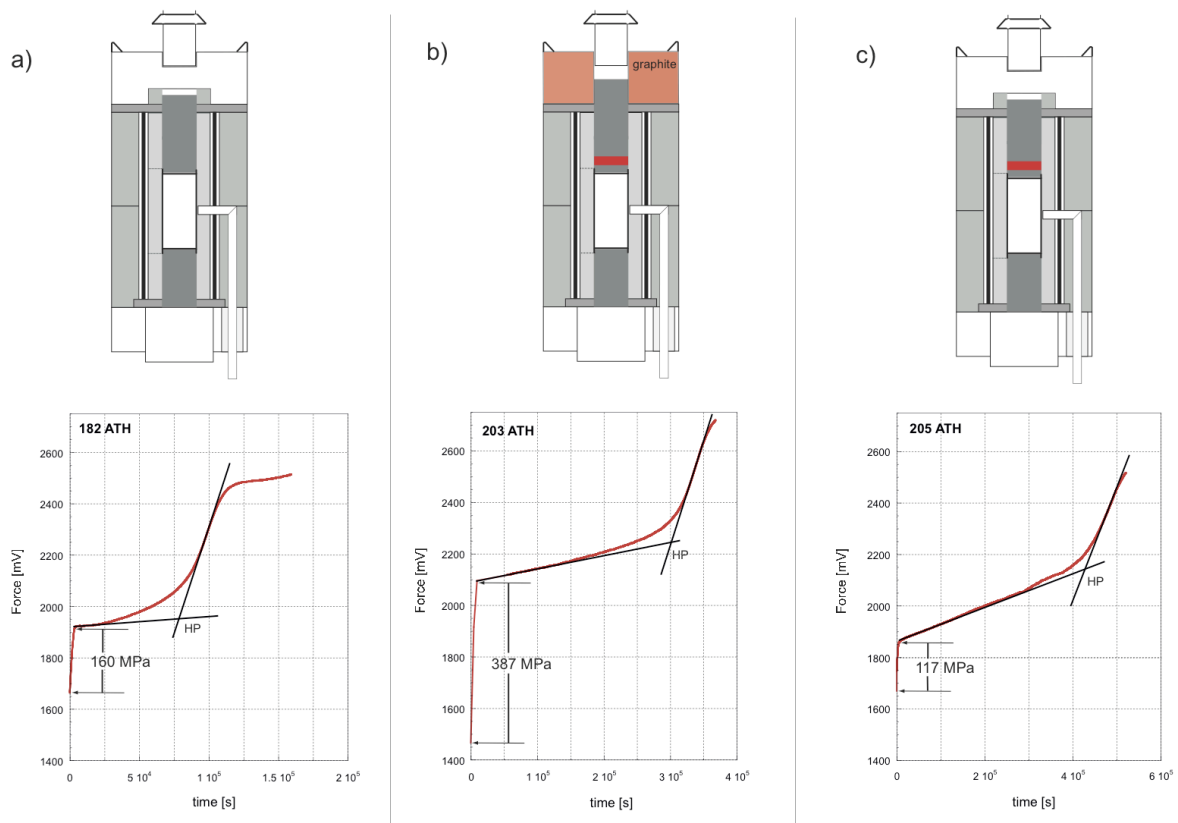 a)
b)
graphite
c)
182 ATH
2600
2400
2200
2000
1800
1600
1400
Force [mV]
HP
160 MPa
0
5 10⁴
1 10⁵
1.5 10⁵
2 10⁵
time [s]
203 ATH
2600
2400
2200
2000
1800
1600
1400
Force [mV]
HP
387 MPa
0
1 10⁵
2 10⁵
3 10⁵
4 10⁵
time [s]
205 ATH
2600
2400
2200
2000
1800
1600
1400
Force [mV]
HP
117 MPa
0
2 10⁵
4 10⁵
6 10⁵
time [s]